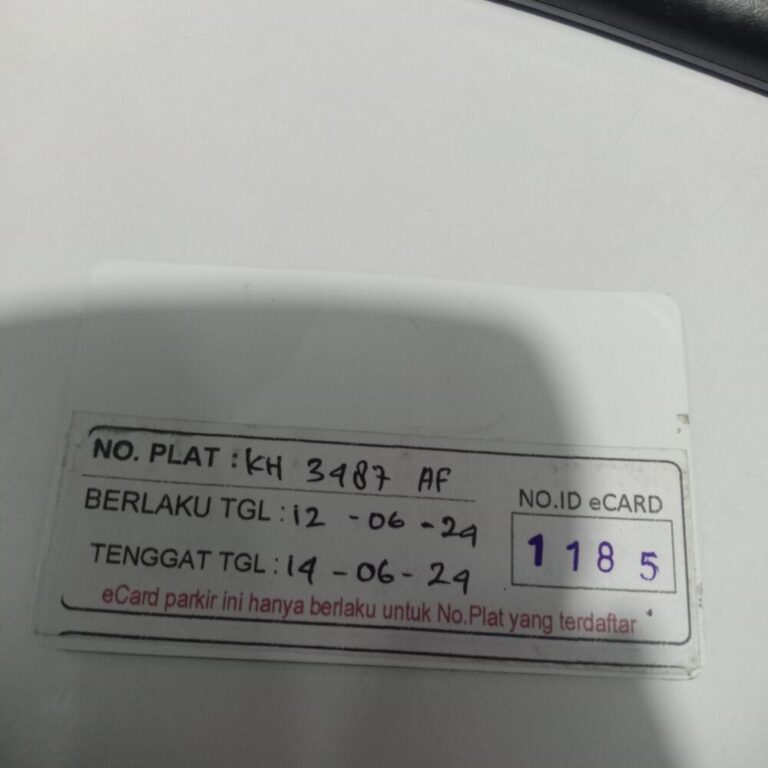 NO. PLAT : KH 3487 AF
BERLAKU TGL : 12 - 06 - 24
TENGGAT TGL : 14 - 06 - 24
NO.ID eCARD
1185
eCard parkir ini hanya berlaku untuk No.Plat yang terdaftar